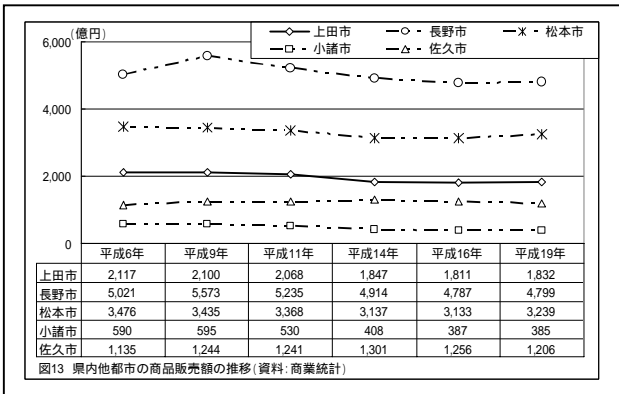 (億円)
上田市 長野市 松本市
小諸市 佐久市
6,000
4,000
2,000
0
平成6年 平成9年 平成11年 平成14年 平成16年 平成19年
上田市 2,117 2,100 2,068 1,847 1,811 1,832
長野市 5,021 5,573 5,235 4,914 4,787 4,799
松本市 3,476 3,435 3,368 3,137 3,133 3,239
小諸市 590 595 530 408 387 385
佐久市 1,135 1,244 1,241 1,301 1,256 1,206
図13 県内他都市の商品販売額の推移(資料:商業統計)